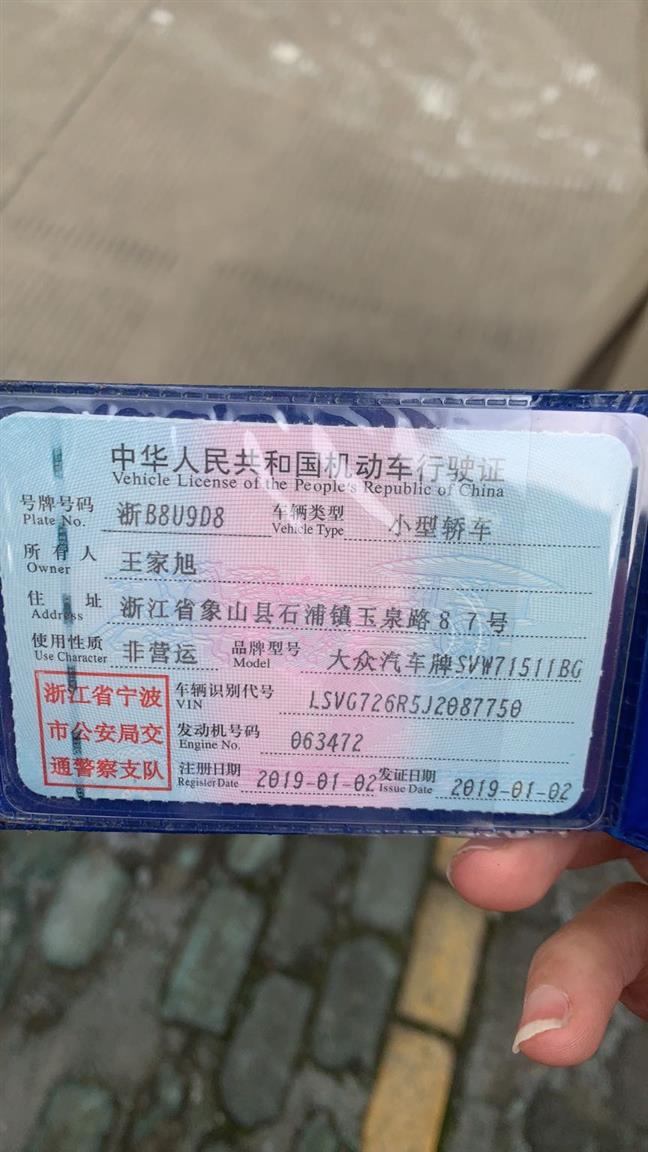 中华人民共和国机动车行驶证
Vehicle License of the People's Republic of China
号牌号码 浙B8U9D8 车辆类型 小型轿车
Plate No. Vehicle Type
所有人 王家旭
Owner
住址 浙江省象山县石浦镇玉泉路87号
Address
使用性质 非营运 品牌型号 大众汽车牌SVW71511BG
Use Character Model
浙江省宁波
市公安局交
通警察支队
车辆识别代号 LSVG726R5J2087750
VIN
发动机号码 063472
Engine No.
注册日期 2019-01-02 发证日期 2019-01-02
Register Date Issue Date